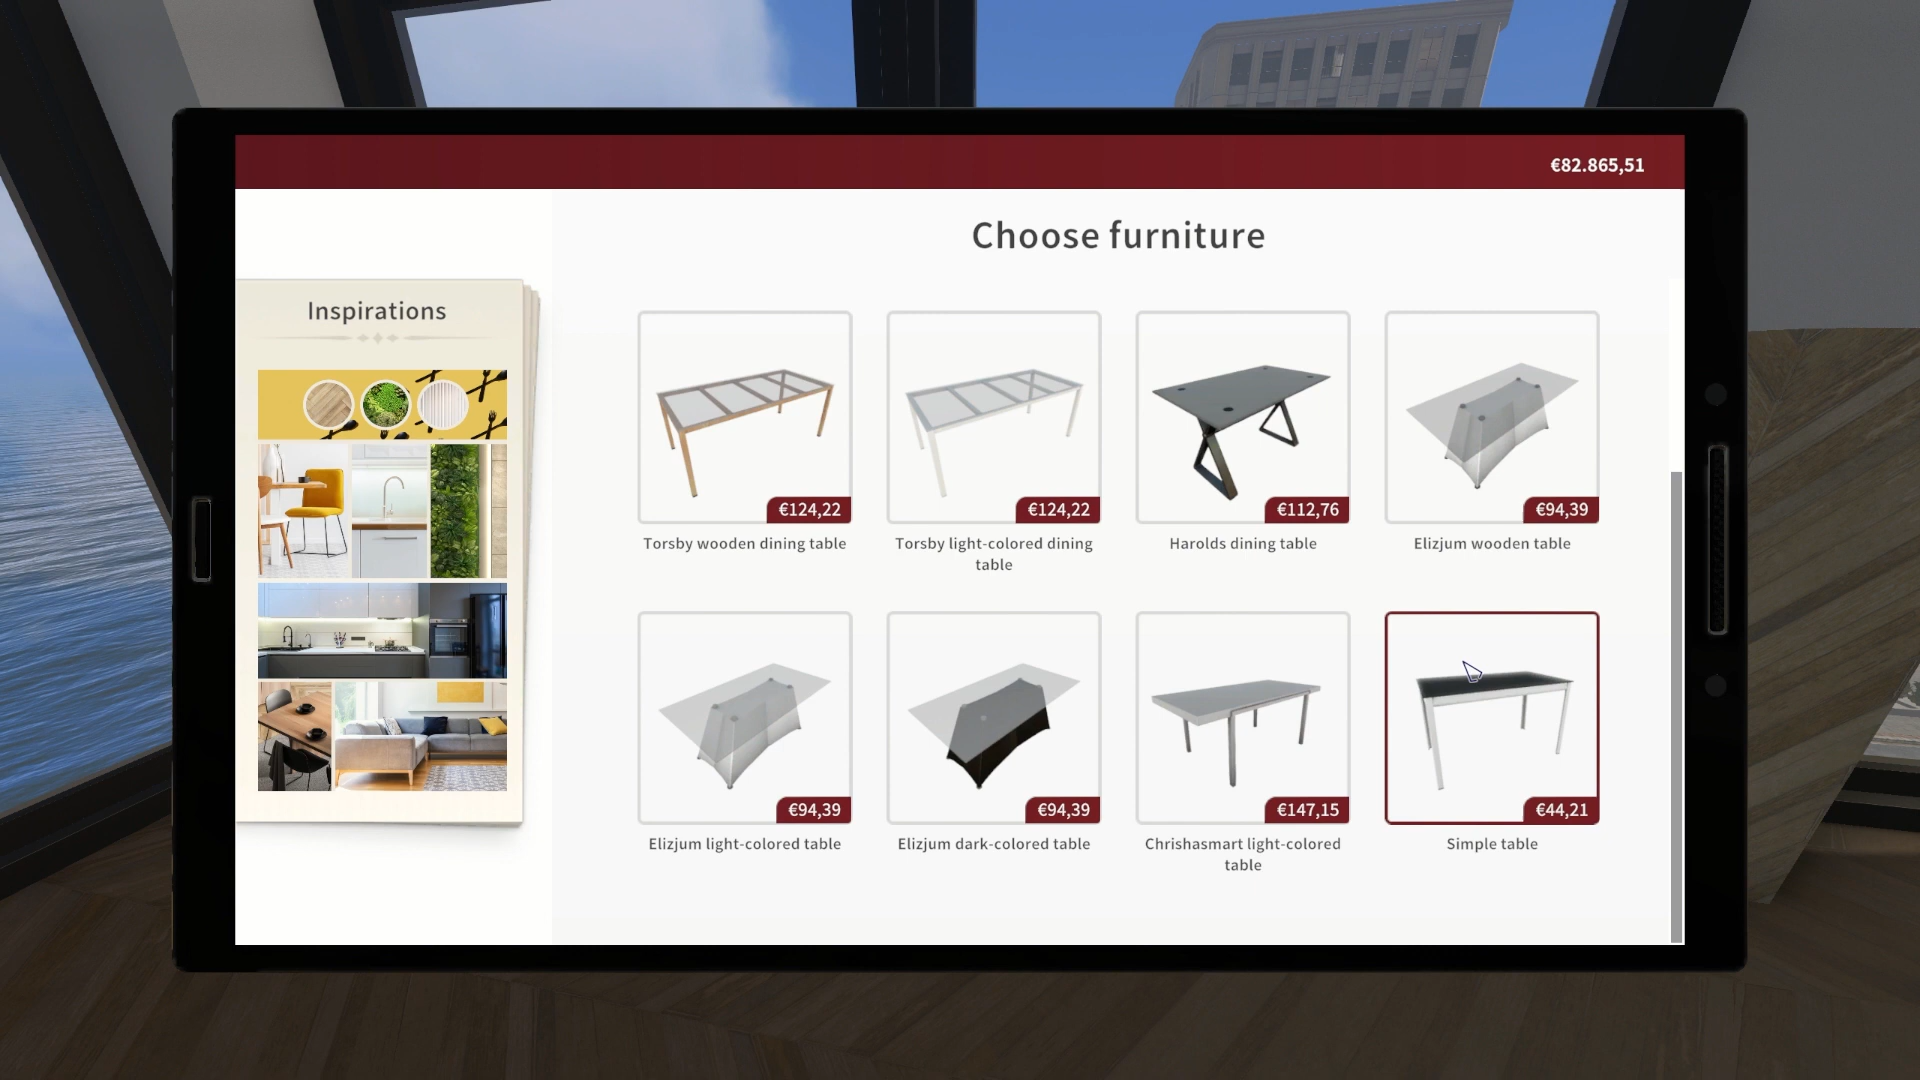 €82.865,51
Choose furniture
Inspirations
€124,22
€124,22
€112,76
€94,39
Torsby wooden dining table
Torsby light-colored dining
table
Harolds dining table
Elizjum wooden table
€94,39
€94,39
€147,15
€44,21
Elizjum light-colored table
Elizjum dark-colored table
Chrishasmart light-colored
table
Simple table